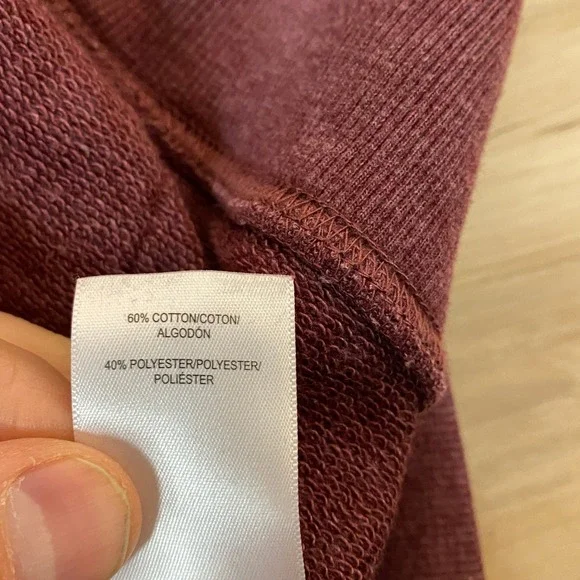 60% COTTON/COTON/
ALGODÓN
40% POLYESTER/POLYESTER/
POLIÉSTER